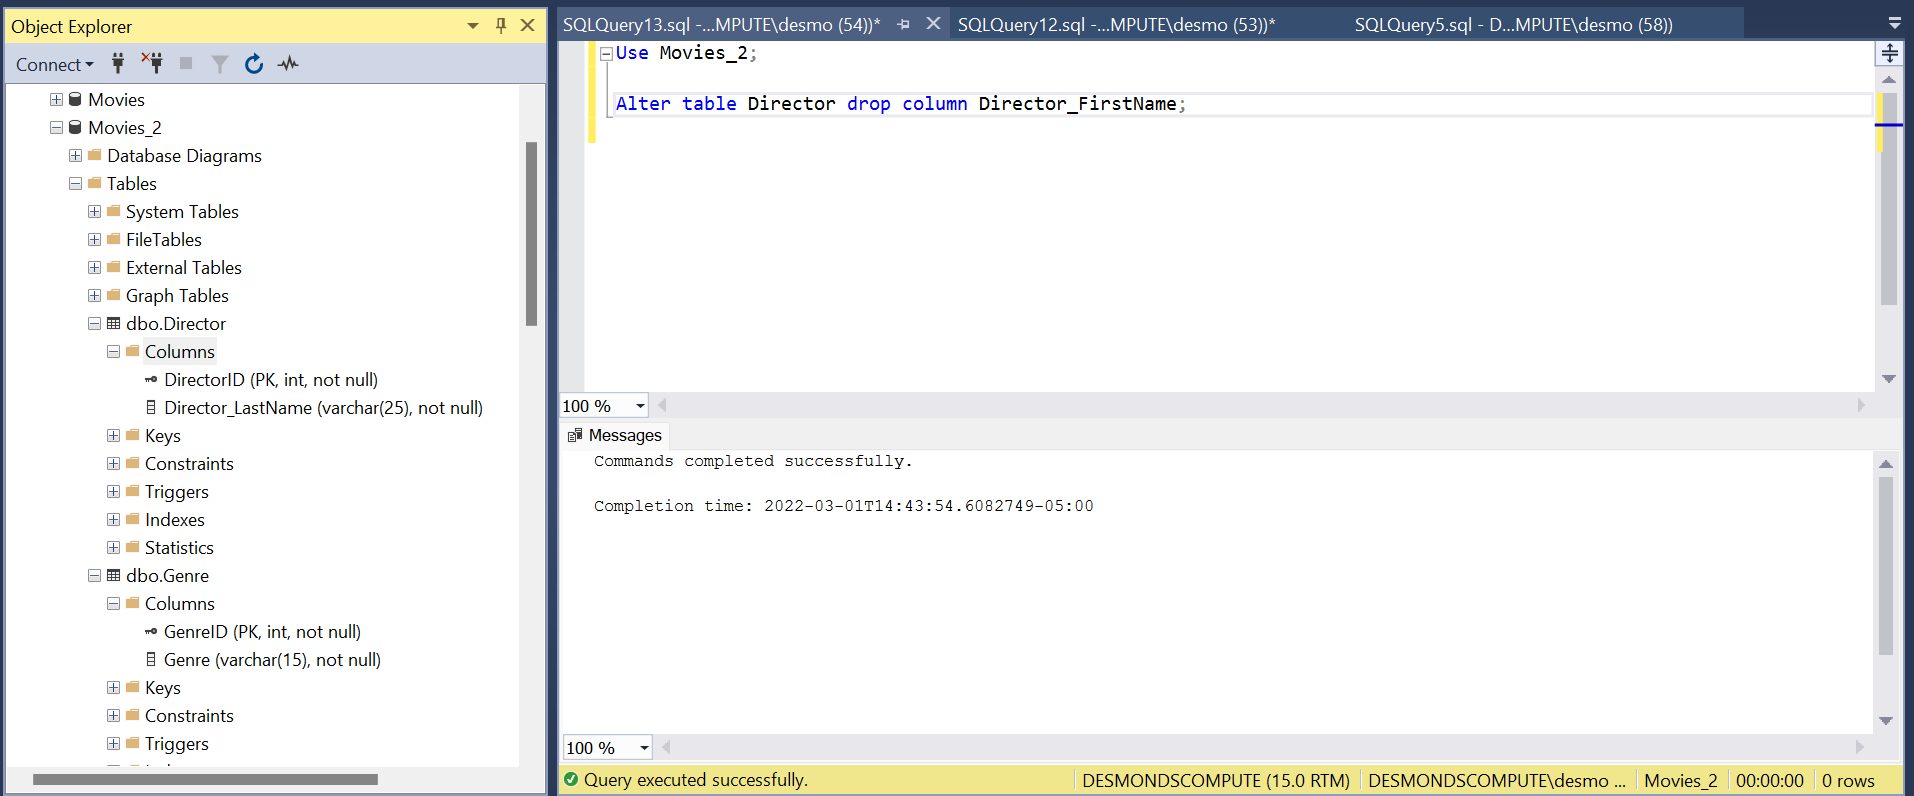 Object Explorer
Connect
Movies
Movies_2
Database Diagrams
Tables
System Tables
FileTables
External Tables
Graph Tables
dbo.Director
Columns
DirectorID (PK, int, not null)
Director_LastName (varchar(25), not null)
Keys
Constraints
Triggers
Indexes
Statistics
dbo.Genre
Columns
GenreID (PK, int, not null)
Genre (varchar(15), not null)
Keys
Constraints
Triggers
SQLQuery13.sql -...MPUTE\desmo (54))*
SQLQuery12.sql -...MPUTE\desmo (53))*
SQLQuery5.sql - D...MPUTE\desmo (58))
Use Movies_2;
Alter table Director drop column Director_FirstName;
100 %
Messages
Commands completed successfully.
Completion time: 2022-03-01T14:43:54.6082749-05:00
100 %
Query executed successfully.
DESMONDSCOMPUTE (15.0 RTM)
DESMONDSCOMPUTE\desmo ...
Movies_2
00:00:00
0 rows